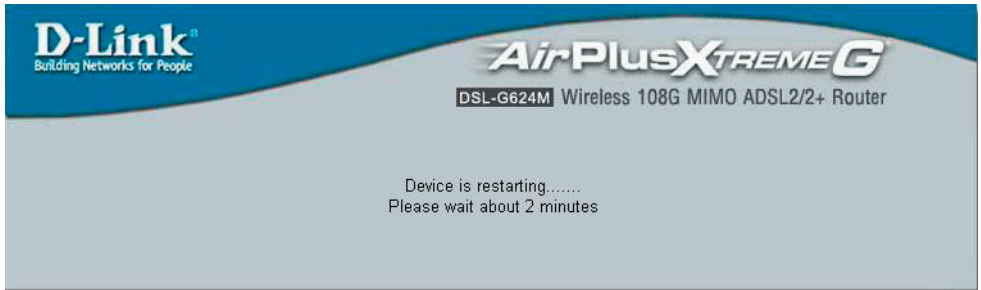 D-Link®
Building Networks for People
AirPlusXTREMEG
DSL-G624M Wireless 108G MIMO ADSL2/2+ Router
Device is restarting.......
Please wait about 2 minutes